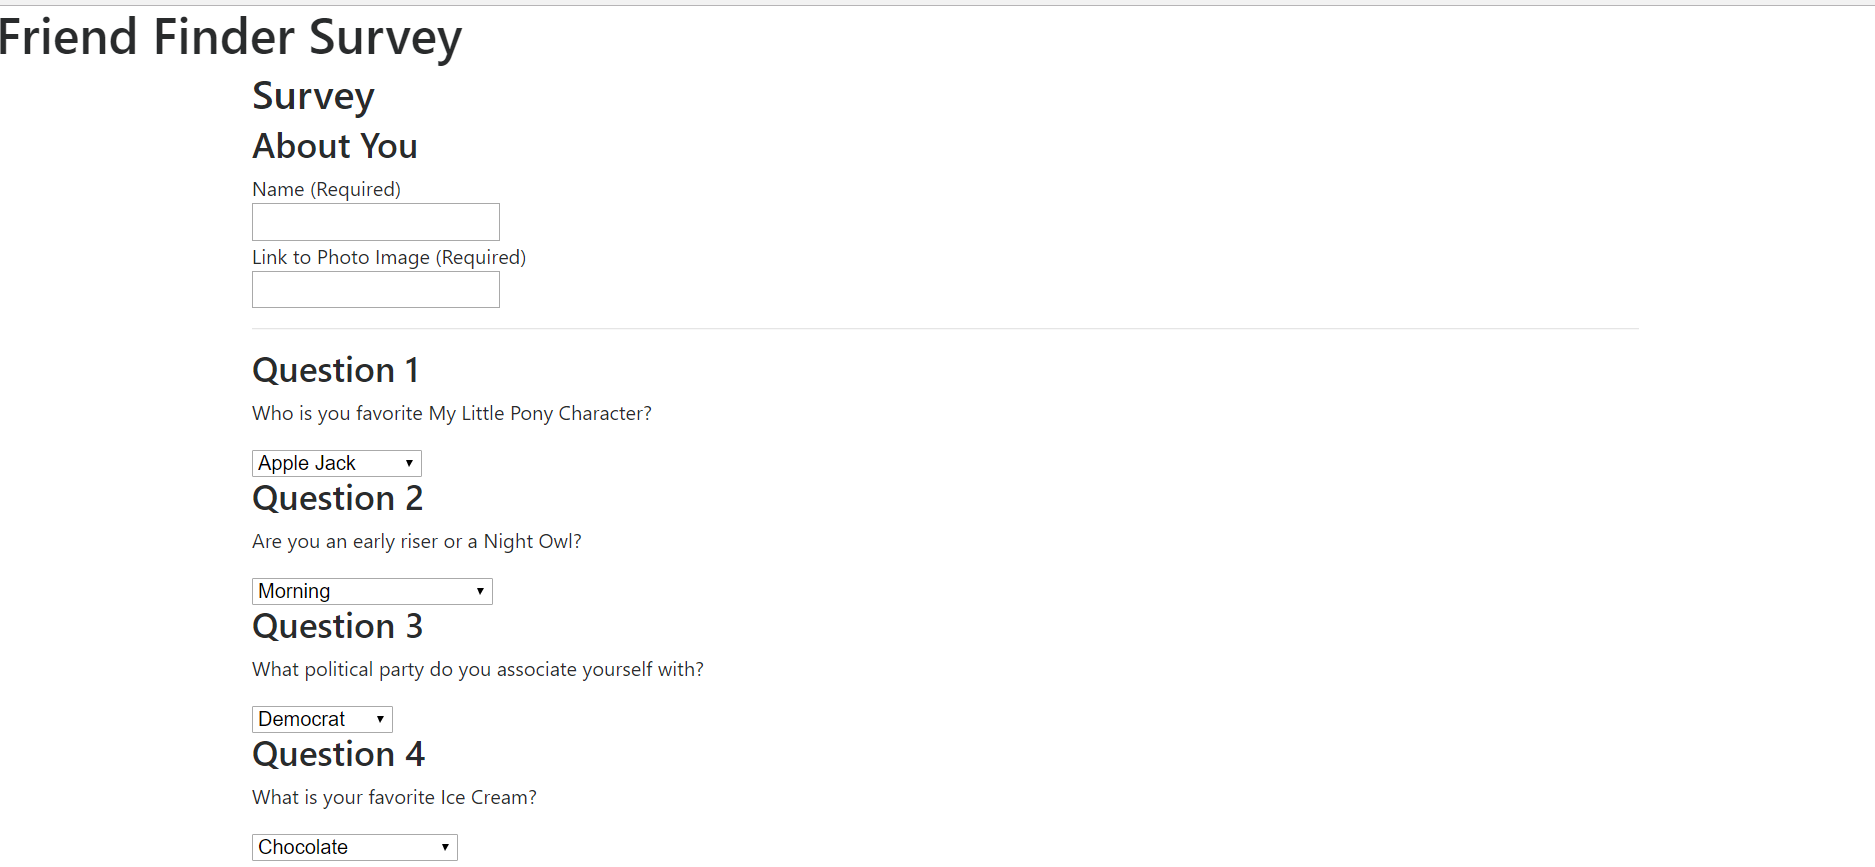 Friend Finder Survey
Survey
About You
Name (Required)
Link to Photo Image (Required)
Question 1
Who is you favorite My Little Pony Character?
Apple Jack
Question 2
Are you an early riser or a Night Owl?
Morning
Question 3
What political party do you associate yourself with?
Democrat
Question 4
What is your favorite Ice Cream?
Chocolate